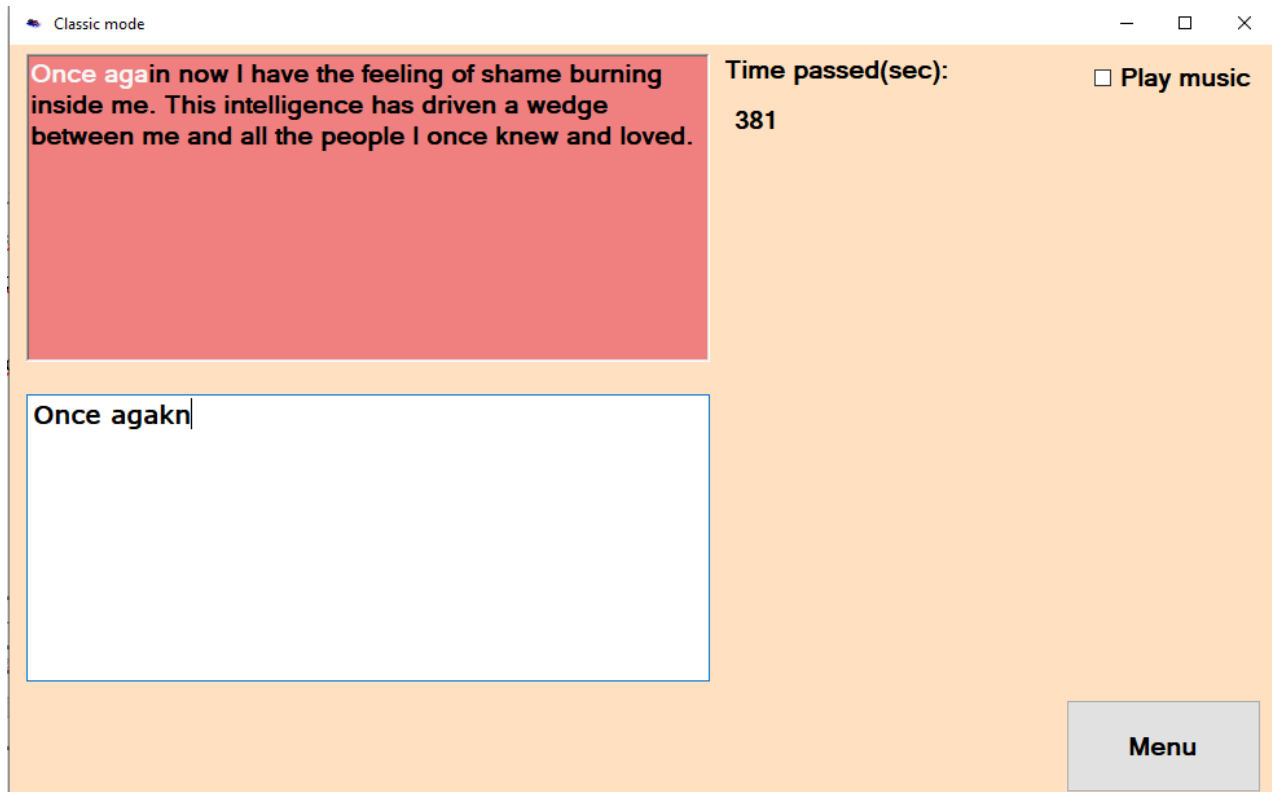 Classic mode
Once again now I have the feeling of shame burning
inside me. This intelligence has driven a wedge
between me and all the people I once knew and loved.
Time passed(sec):
381
Play music
Once agakn
Menu